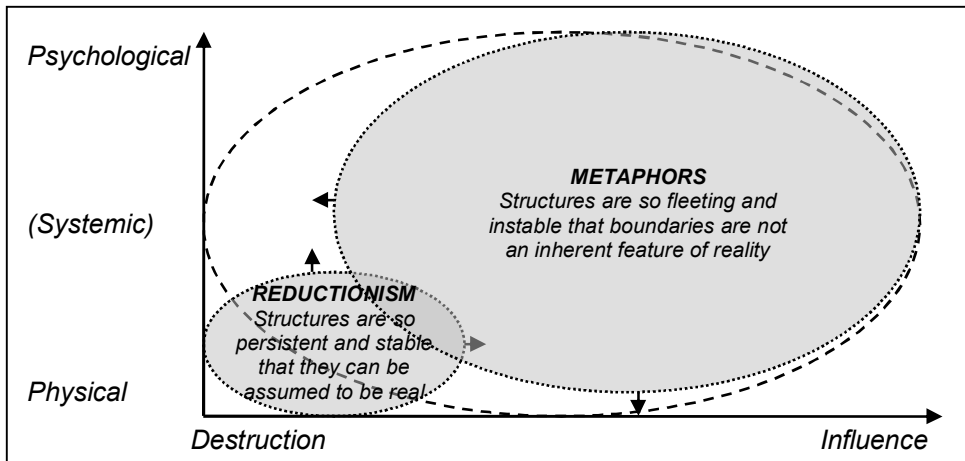 Psychological
METAPHORS
Structures are so fleeting and
instable that boundaries are not
an inherent feature of reality
(Systemic)
REDUCTIONISM
Structures are so
persistent and stable
that they can be
assumed to be real
Physical
Destruction
Influence